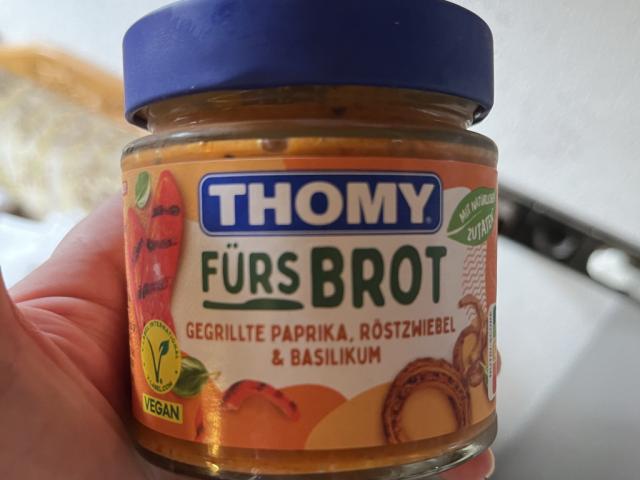 THOMY®
MIT NATÜRLICHEN
ZUTATEN
FÜRS BROT
GEGRILLTE PAPRIKA, RÖSTZWIEBEL
& BASILIKUM
VEGAN